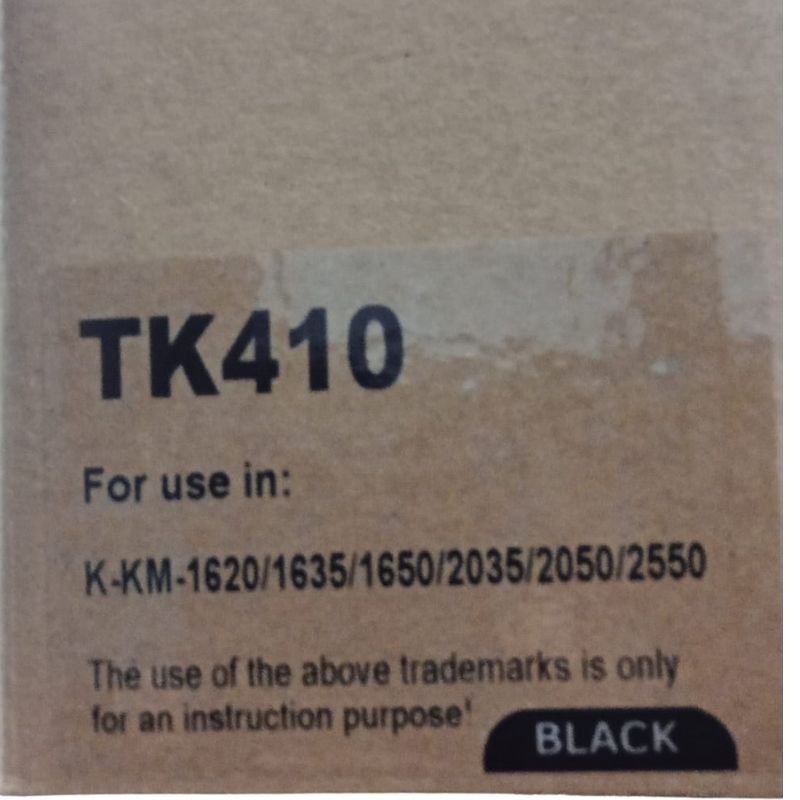 TK410
For use in:
K-KM-1620/1635/1650/2035/2050/2550
The use of the above trademarks is only
for an instruction purpose!
BLACK